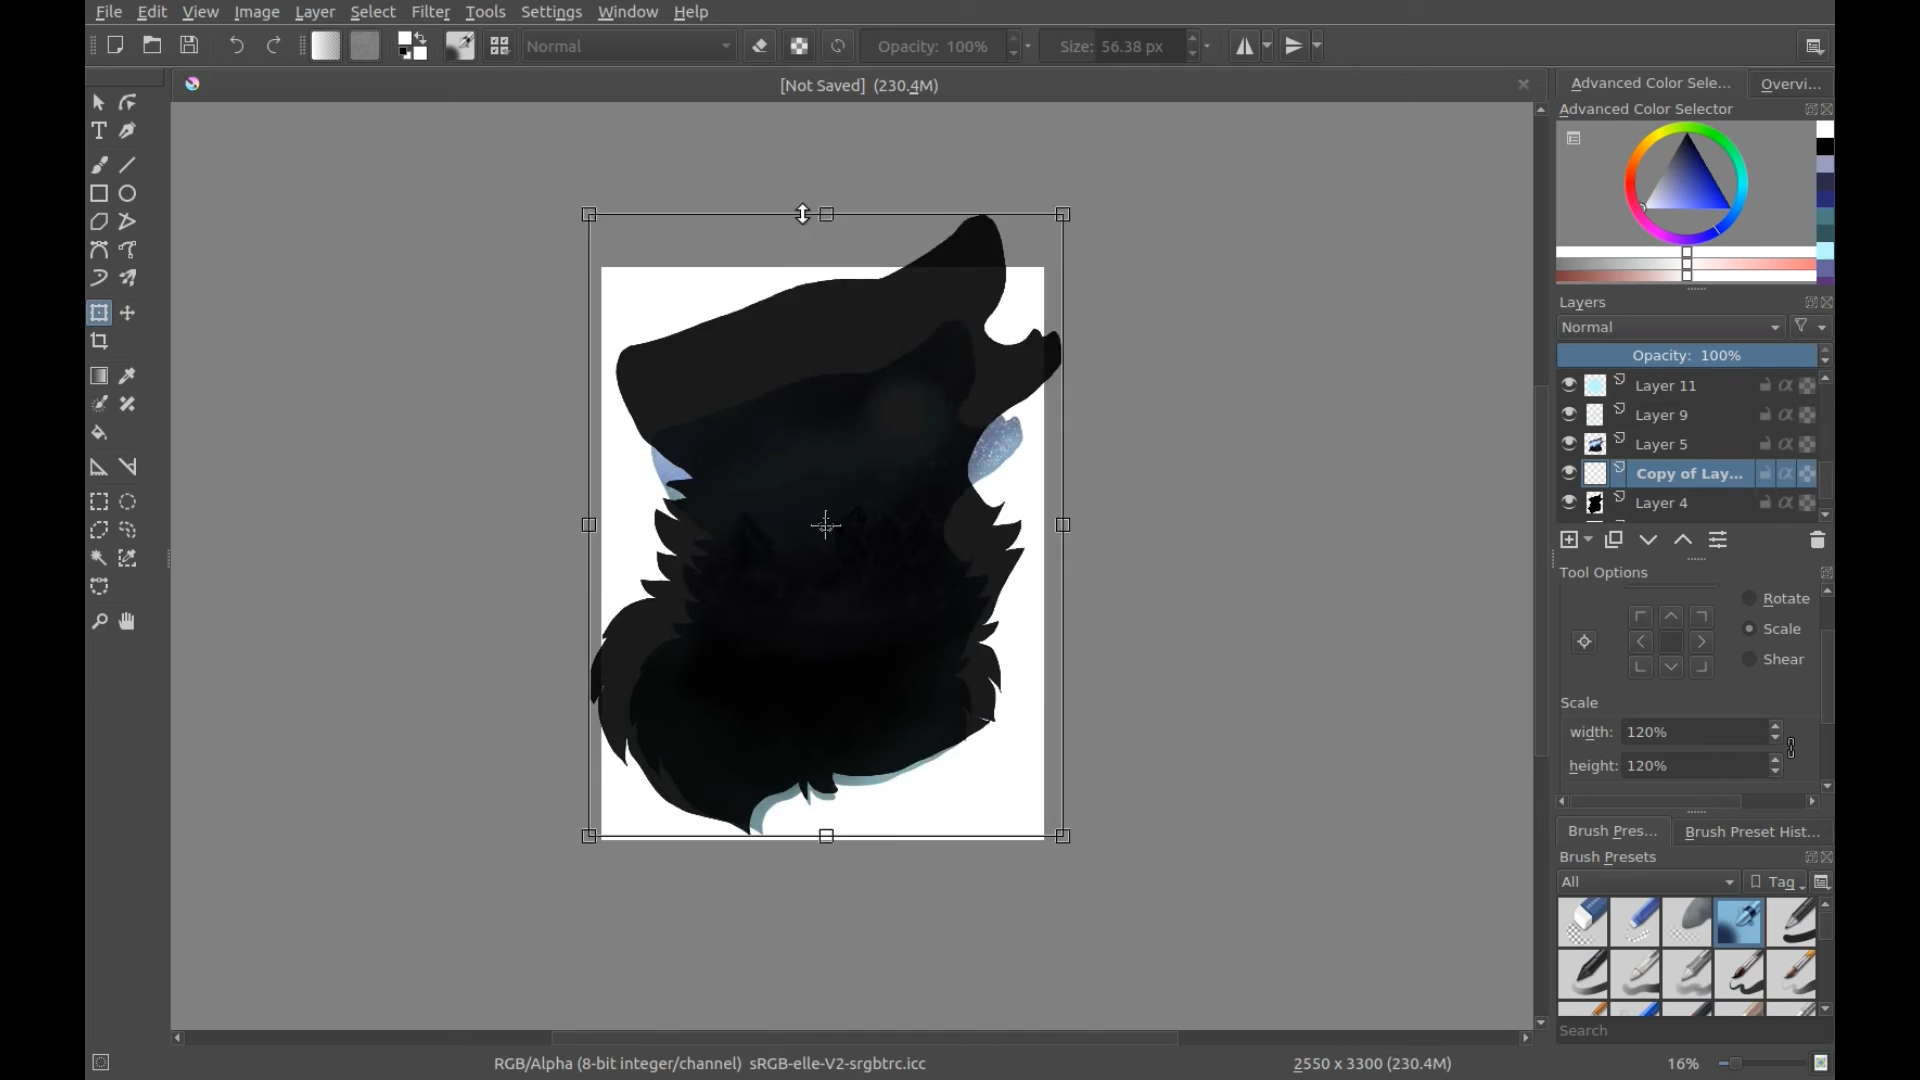 File Edit View Image Layer Select Filter Tools Settings Window Help
Normal Opacity: 100% Size: 56.38 px
[Not Saved] (230.4M)
Advanced Color Sele... Overvi...
Advanced Color Selector
Layers
Normal
Opacity: 100%
Layer 11
Layer 9
Layer 5
Copy of Lay...
Layer 4
Tool Options
Rotate
Scale
Shear
Scale
width: 120%
height: 120%
Brush Pres... Brush Preset Hist...
Brush Presets
All Tag
Search
RGB/Alpha (8-bit integer/channel) sRGB-elle-V2-srgbtrc.icc 2550 x 3300 (230.4M) 16%